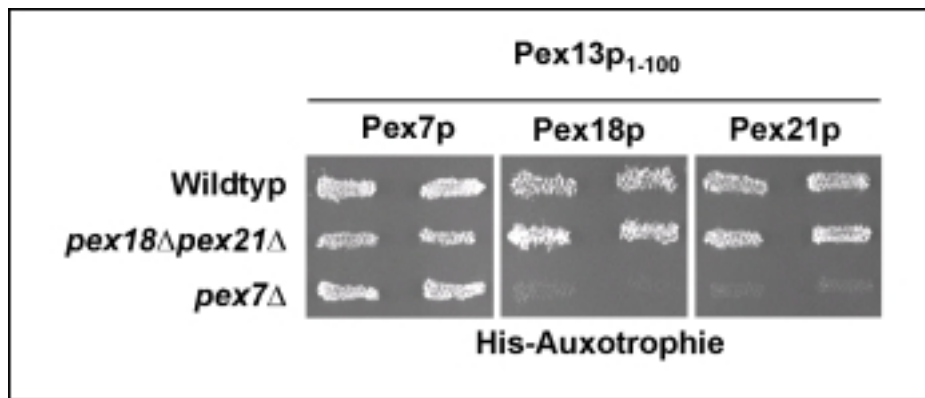 Pex13p1-100
Pex7p Pex18p Pex21p
Wildtyp
pex18Δpex21Δ
pex7Δ
His-Auxotrophie